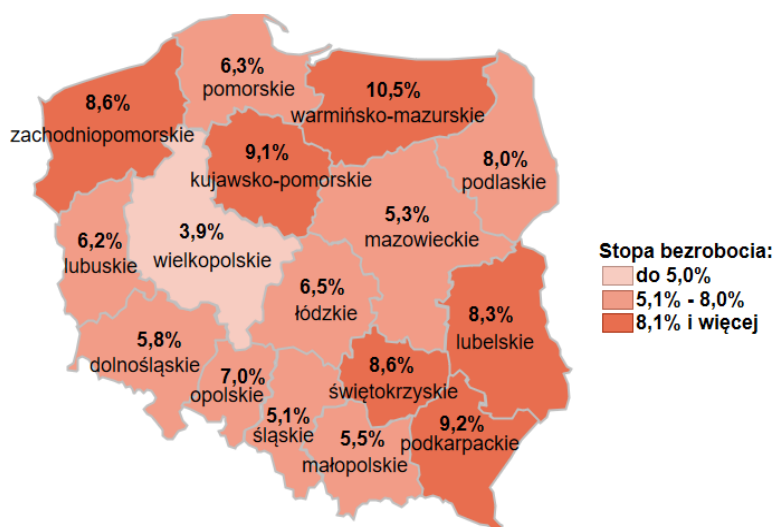 6,3%
pomorskie
10,5%
warmińsko-mazurskie
8,6%
zachodniopomorskie
9,1%
kujawsko-pomorskie
8,0%
podlaskie
5,3%
mazowieckie
3,9%
wielkopolskie
6,2%
lubuskie
6,5%
łódzkie
8,3%
lubelskie
5,8%
dolnośląskie
7,0%
opolskie
5,1%
śląskie
8,6%
świętokrzyskie
5,5%
małopolskie
9,2%
podkarpackie
Stopa bezrobocia:
do 5,0%
5,1% - 8,0%
8,1% i więcej